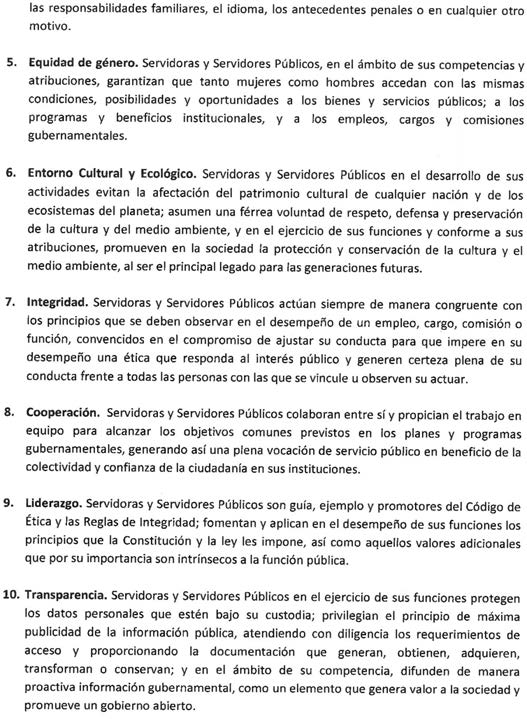 las responsabilidades familiares, el idioma, los antecedentes penales o en cualquier otro
motivo.
5. Equidad de género. Servidoras y Servidores Públicos, en el ámbito de sus competencias y
atribuciones, garantizan que tanto mujeres como hombres accedan con las mismas
condiciones, posibilidades y oportunidades a los bienes y servicios públicos; a los
programas y beneficios institucionales, y a los empleos, cargos y comisiones
gubernamentales.
6. Entorno Cultural y Ecológico. Servidoras y Servidores Públicos en el desarrollo de sus
actividades evitan la afectación del patrimonio cultural de cualquier nación y de los
ecosistemas del planeta; asumen una férrea voluntad de respeto, defensa y preservación
de la cultura y del medio ambiente, y en el ejercicio de sus funciones y conforme a sus
atribuciones, promueven en la sociedad la protección y conservación de la cultura y el
medio ambiente, al ser el principal legado para las generaciones futuras.
7. Integridad. Servidoras y Servidores Públicos actúan siempre de manera congruente con
los principios que se deben observar en el desempeño de un empleo, cargo, comisión o
función, convencidos en el compromiso de ajustar su conducta para que impere en su
desempeño una ética que responda al interés público y generen certeza plena de su
conducta frente a todas las personas con las que se vincule u observen su actuar.
8. Cooperación. Servidoras y Servidores Públicos colaboran entre sí y propician el trabajo en
equipo para alcanzar los objetivos comunes previstos en los planes y programas
gubernamentales, generando así una plena vocación de servicio público en beneficio de la
colectividad y confianza de la ciudadanía en sus instituciones.
9. Liderazgo. Servidoras y Servidores Públicos son guía, ejemplo y promotores del Código de
Ética y las Reglas de Integridad; fomentan y aplican en el desempeño de sus funciones los
principios que la Constitución y la ley les impone, así como aquellos valores adicionales
que por su importancia son intrínsecos a la función pública.
10. Transparencia. Servidoras y Servidores Públicos en el ejercicio de sus funciones protegen
los datos personales que estén bajo su custodia; privilegian el principio de máxima
publicidad de la información pública, atendiendo con diligencia los requerimientos de
acceso y proporcionando la documentación que generan, obtienen, adquieren,
transforman o conservan; y en el ámbito de su competencia, difunden de manera
proactiva información gubernamental, como un elemento que genera valor a la sociedad y
promueve un gobierno abierto.